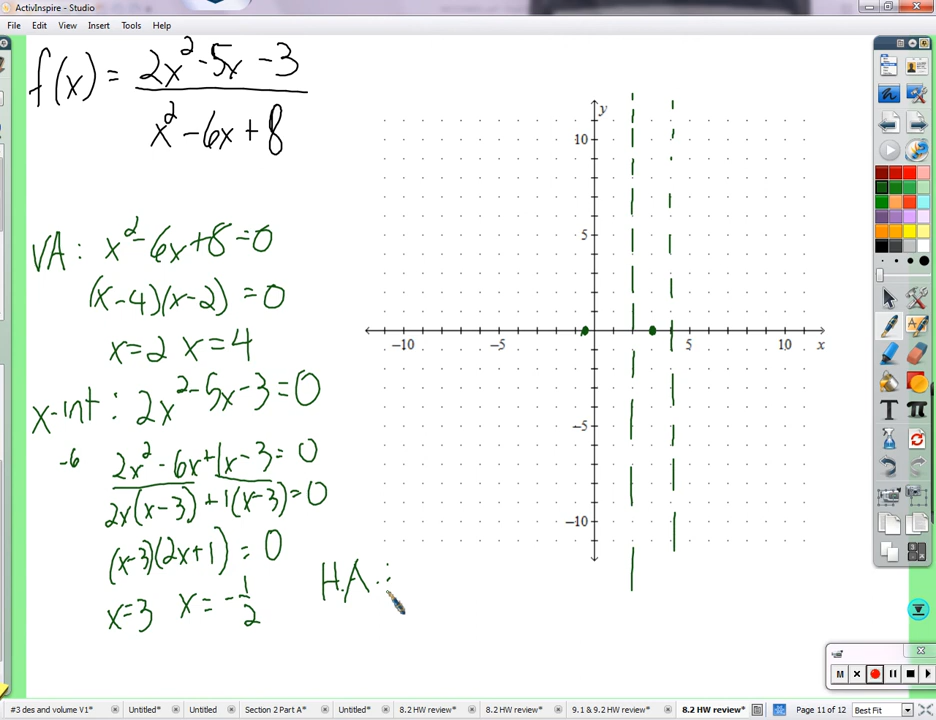 ActivInspire - Studio
File Edit View Insert Tools
f(x) = 2x² -5x -3
x² -6x +8
VA: x² -6x +8 =0
(x-4)(x-2) =0
x=2 x=4
x-int: 2x² -5x -3 =0
-6
2x² -6x +1x -3 = 0
2x(x-3) +1(x-3) =0
(x-3)(2x+1) = 0
x=3 x= -1/2
H.A :
y
10
5
-10 -5 5 10 x
-5
-10
T π
M
#3 des and volume V1* Untitled* Untitled Section 2 Part A* Untitled* 8.2 HW review* 8.2 HW review* 9.1 & 9.2 HW review* 8.2 HW review* Page 11 of 12 Best Fit